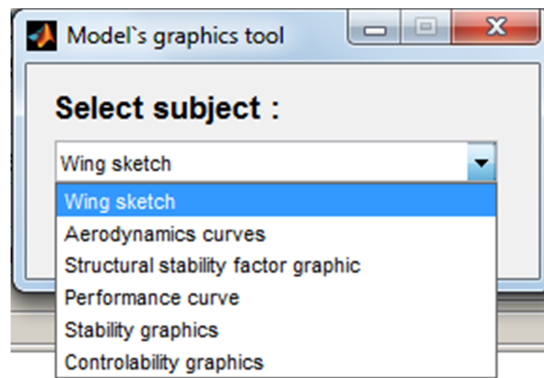 Model`s graphics tool
Select subject :
Wing sketch
Wing sketch
Aerodynamics curves
Structural stability factor graphic
Performance curve
Stability graphics
Controlability graphics